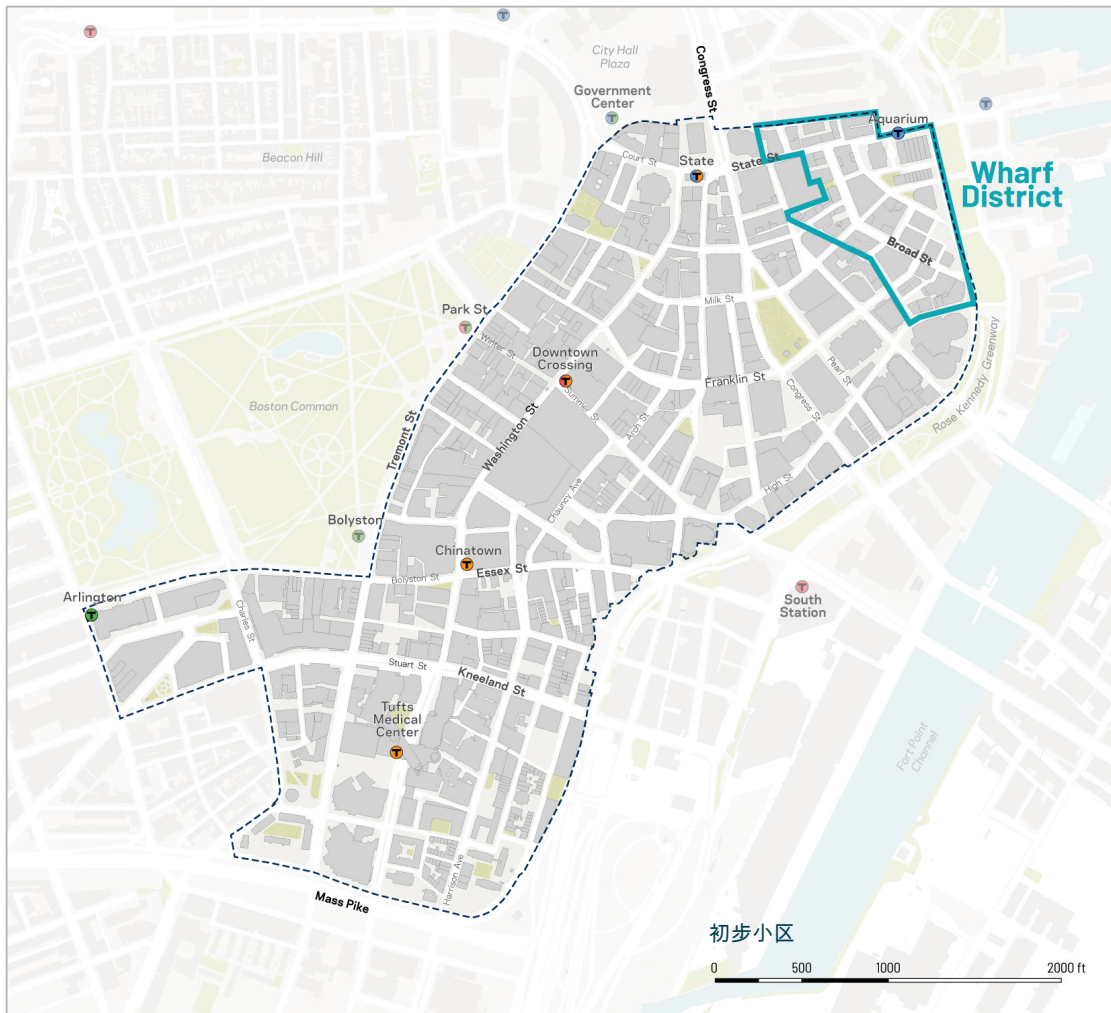 City Hall
Plaza
Congress St
Government
Center
Aquarium
Beacon Hill
Court St
State
State St
Wharf
District
Broad St
Milk St
Park St
Winter St
Downtown
Crossing
Franklin St
Pearl St
Congress St
Rose Kennedy Greenway
Summer St
Boston Common
Tremont St
Washington St
Arch St
High St
Chauncy Ave
Bolyston
Chinatown
Essex St
Bolyston St
Arlington
Charles St
South
Station
Stuart St
Kneeland St
Tufts
Medical
Center
Fort Point
Channel
Harrison Ave
Mass Pike
初步小区
0 500 1000 2000 ft